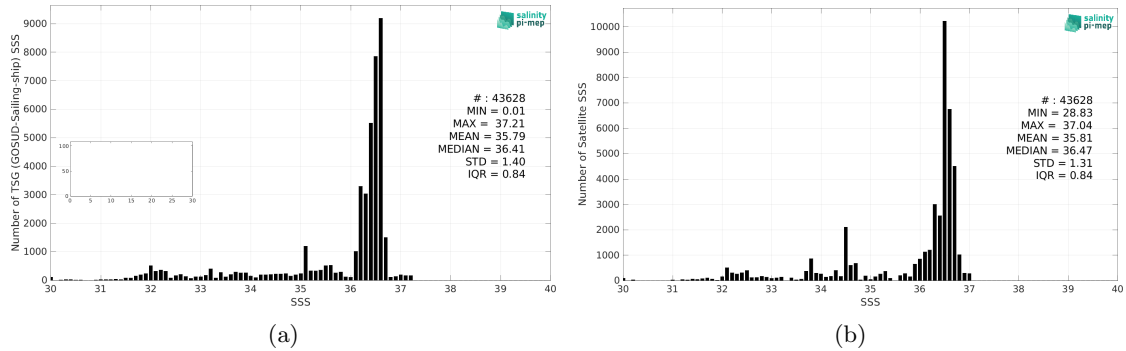 9000
8000
7000
6000
5000
4000
3000
2000
1000
0
Number of TSG (GOSUD-Sailing-ship) SSS
salinity
pi-mep
# : 43628
MIN = 0.01
MAX = 37.21
MEAN = 35.79
MEDIAN = 36.41
STD = 1.40
IQR = 0.84
100
50
0
0 5 10 15 20 25 30
30 31 32 33 34 35 36 37 38 39 40
SSS
(a)
10000
9000
8000
7000
6000
5000
4000
3000
2000
1000
0
Number of Satellite SSS
salinity
pi-mep
# : 43628
MIN = 28.83
MAX = 37.04
MEAN = 35.81
MEDIAN = 36.47
STD = 1.31
IQR = 0.84
30 31 32 33 34 35 36 37 38 39 40
SSS
(b)